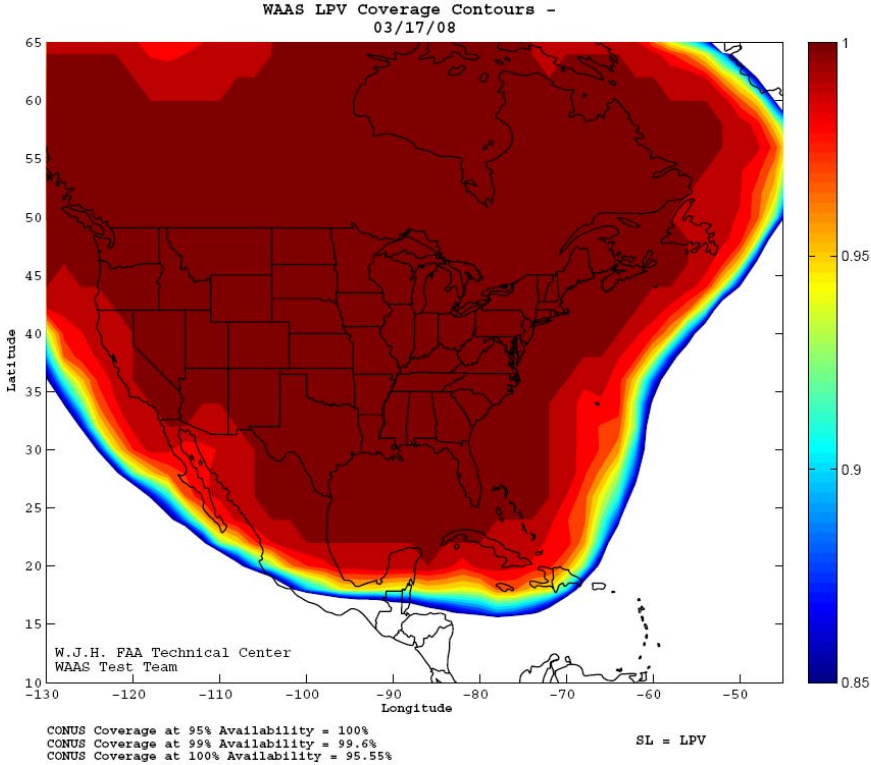 WAAS LPV Coverage Contours -
03/17/08
65
60
55
50
45
40
35
30
25
20
15
10
Latitude
W.J.H. FAA Technical Center
WAAS Test Team
-130
-120
-110
-100
-90
-80
-70
-60
-50
Longitude
1
0.95
0.9
0.85
CONUS Coverage at 95% Availability = 100%
CONUS Coverage at 99% Availability = 99.6%
CONUS Coverage at 100% Availability = 95.55%
SL = LPV